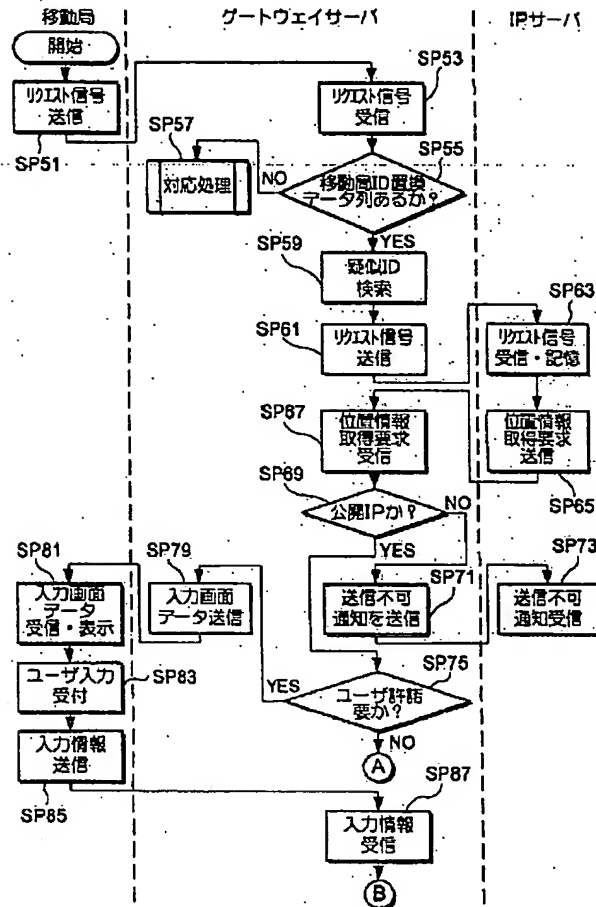 移動局
ゲートウェイサーバ
IPサーバ
開始
リクエスト信号
送信
SP51
SP53
リクエスト信号
受信
SP55
移動局ID置換
データ列あるか?
NO
SP57
対応処理
YES
SP59
疑似ID
検索
SP61
リクエスト信号
送信
SP63
リクエスト信号
受信・記憶
位置情報
取得要求
送信
SP65
SP67
位置情報
取得要求
受信
SP69
公開IPか?
NO
YES
送信不可
通知を送信
SP71
SP73
送信不可
通知受信
SP75
ユーザ許諾
要か?
YES
NO
A
SP79
入力画面
データ送信
SP81
入力画面
データ
受信・表示
ユーザ入力
受付
SP83
入力情報
送信
SP85
SP87
入力情報
受信
B